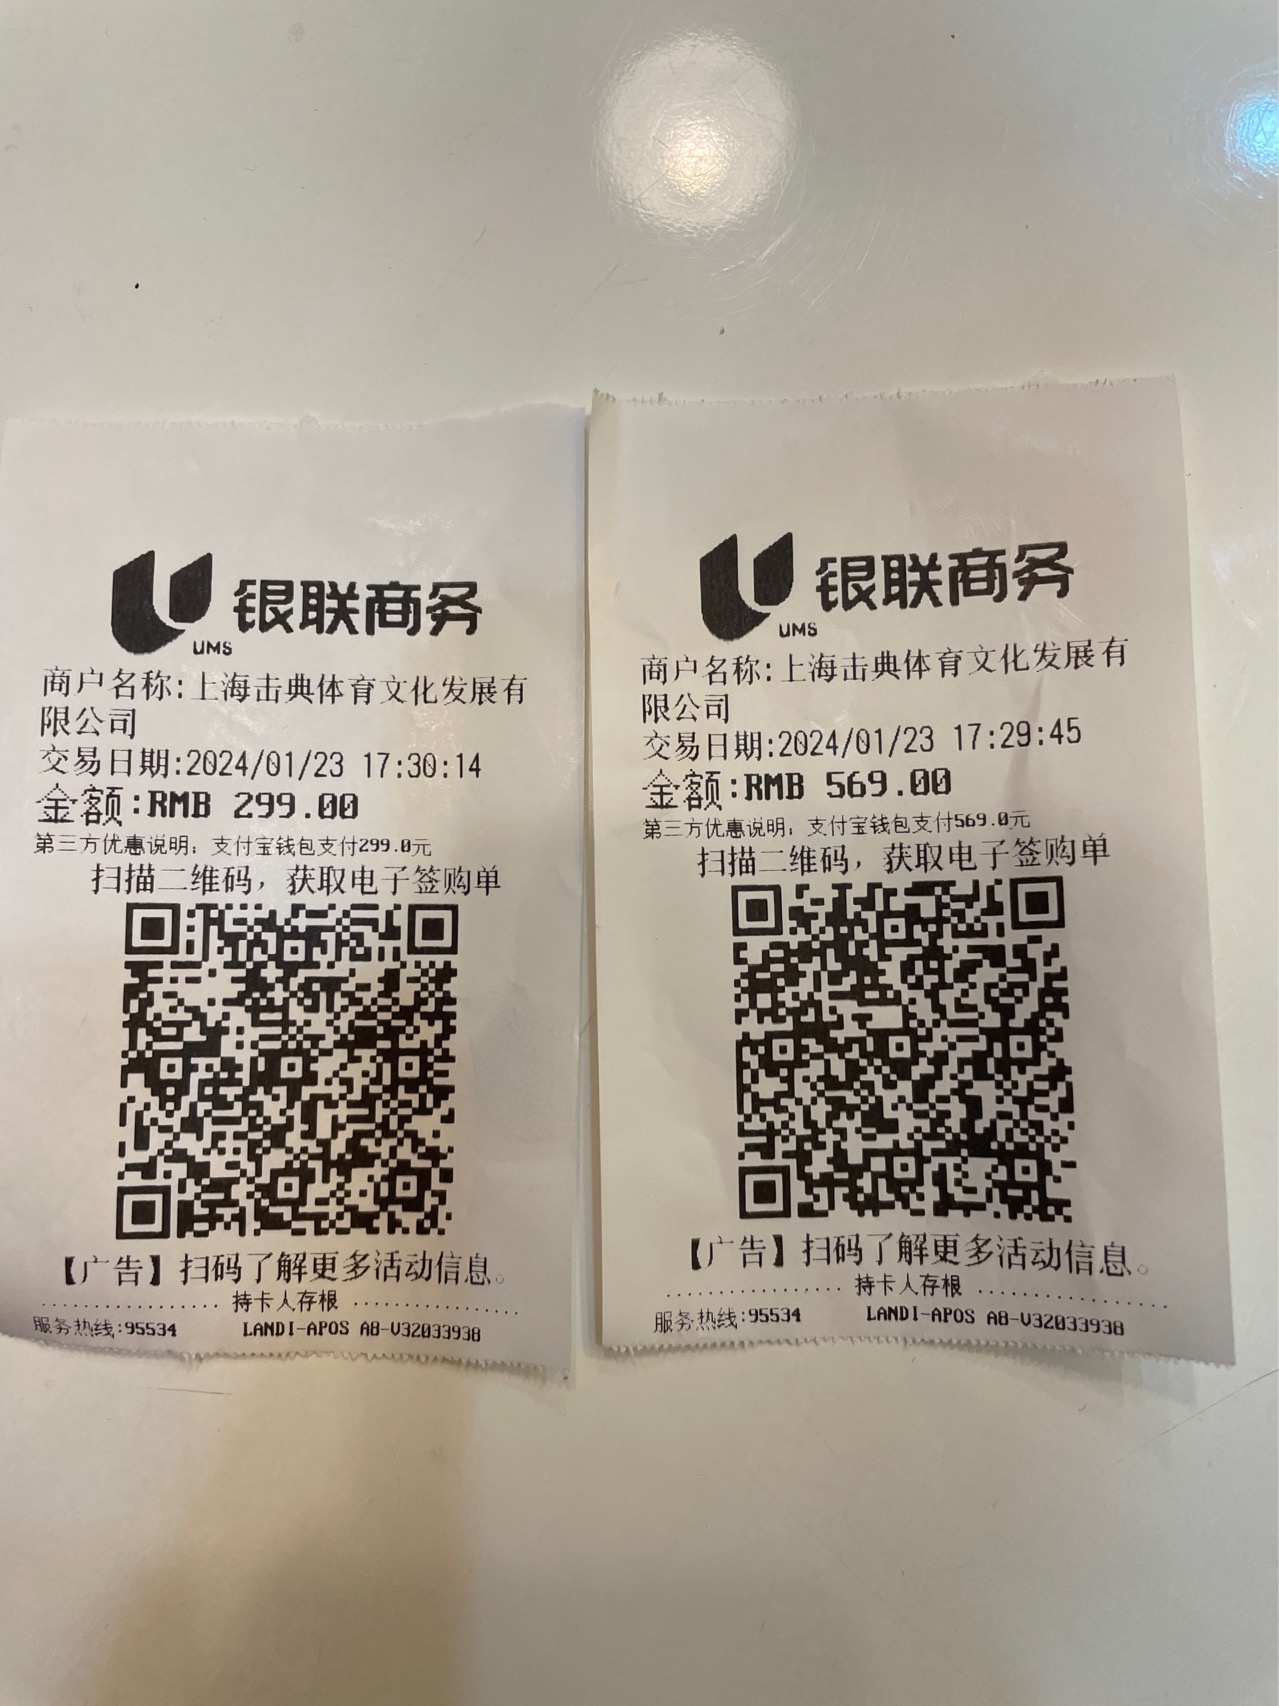 银联商务
UMS
商户名称:上海击典体育文化发展有
限公司
交易日期:2024/01/23 17:30:14
金额:RMB 299.00
第三方优惠说明：支付宝钱包支付299.0元
扫描二维码，获取电子签购单
【广告】扫码了解更多活动信息。
持卡人存根
服务热线:95534 LANDI-APOS A8-V32033938
银联商务
UMS
商户名称:上海击典体育文化发展有
限公司
交易日期:2024/01/23 17:29:45
金额:RMB 569.00
第三方优惠说明：支付宝钱包支付569.0元
扫描二维码，获取电子签购单
【广告】扫码了解更多活动信息。
持卡人存根
服务热线:95534 LANDI-APOS A8-V32033938